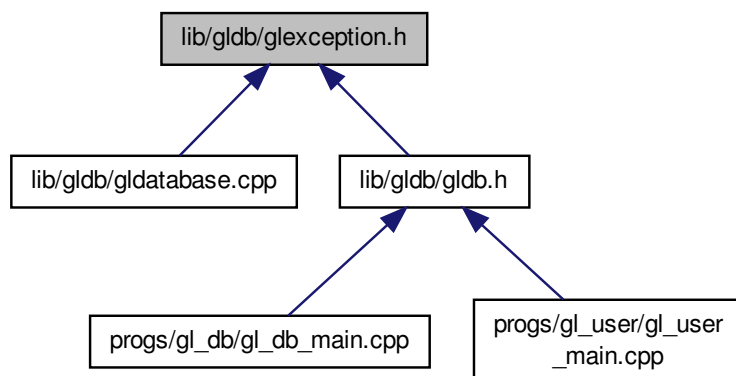 lib/gldb/glexception.h
lib/gldb/gldatabase.cpp
lib/gldb/gldb.h
progs/gl_db/gl_db_main.cpp
progs/gl_user/gl_user
_main.cpp